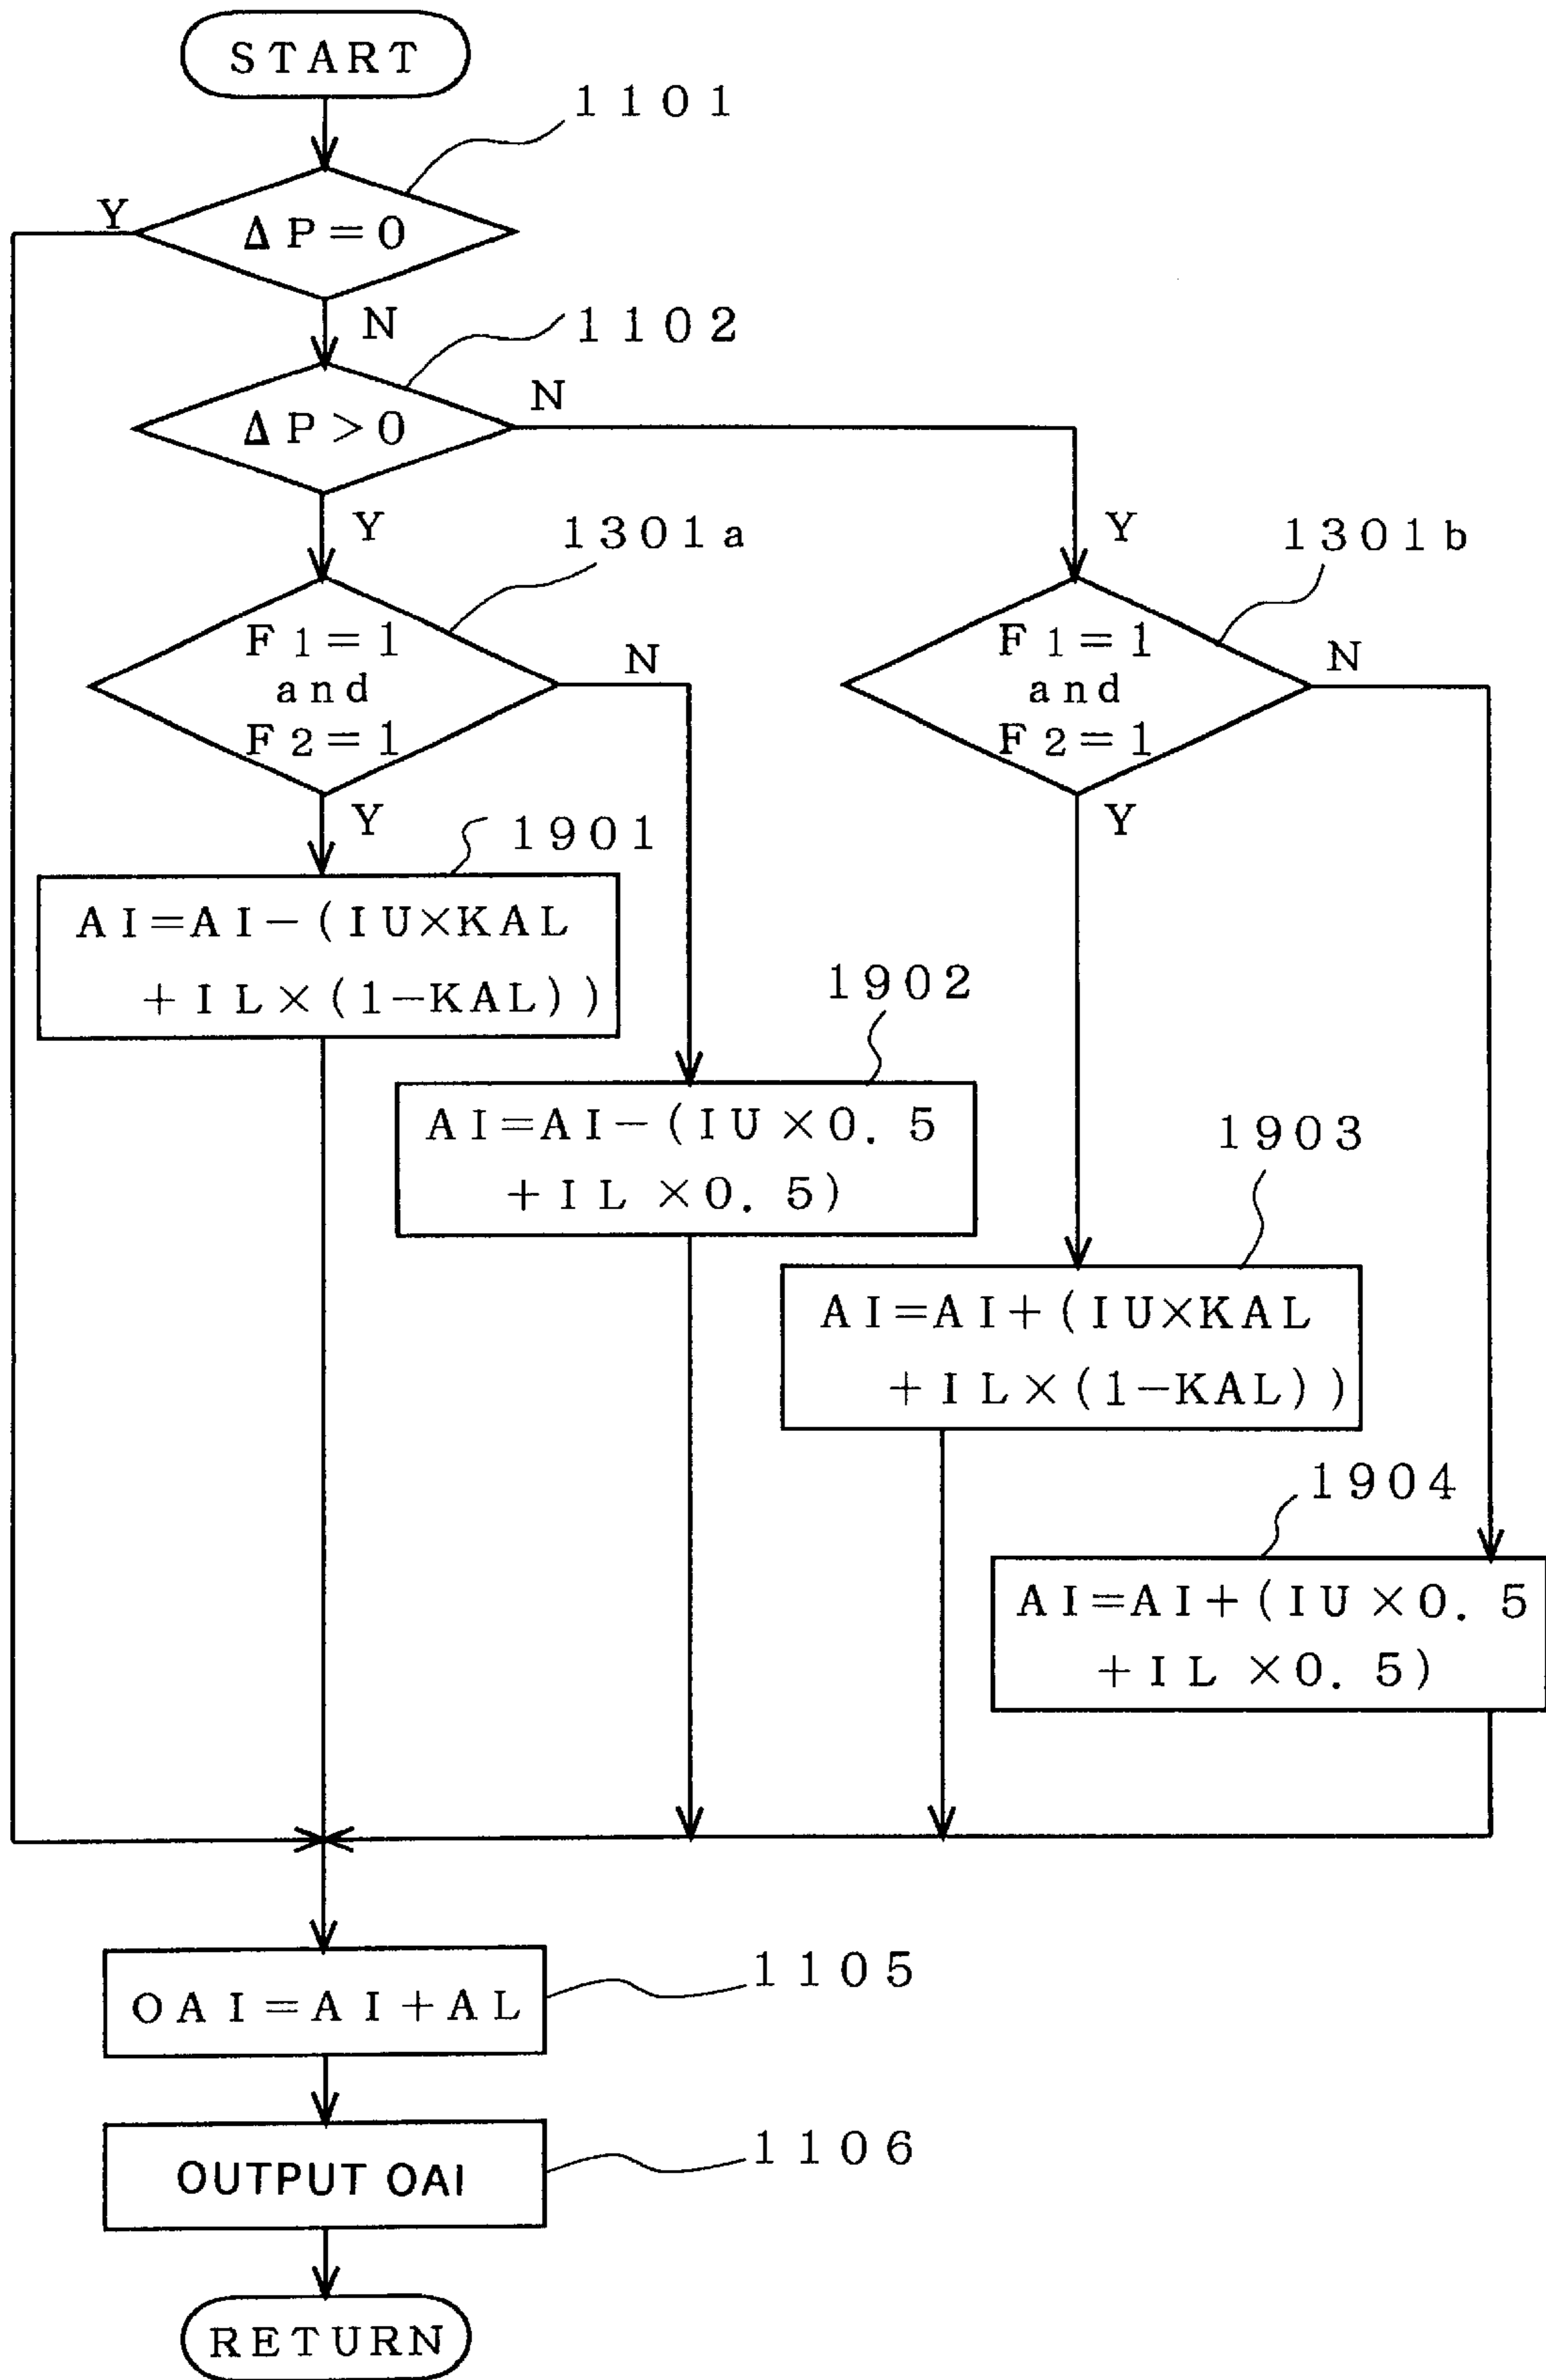 START
1101
Y
ΔP=0
N
1102
N
ΔP>0
Y
1301a
Y
1301b
F1=1
and
F2=1
N
F1=1
and
F2=1
N
Y
Y
1901
AI=AI-(IU×KAL
+IL×(1-KAL))
1902
AI=AI-(IU×0.5
+IL×0.5)
1903
AI=AI+(IU×KAL
+IL×(1-KAL))
1904
AI=AI+(IU×0.5
+IL×0.5)
1105
OAI=AI+AL
1106
OUTPUT OAI
RETURN